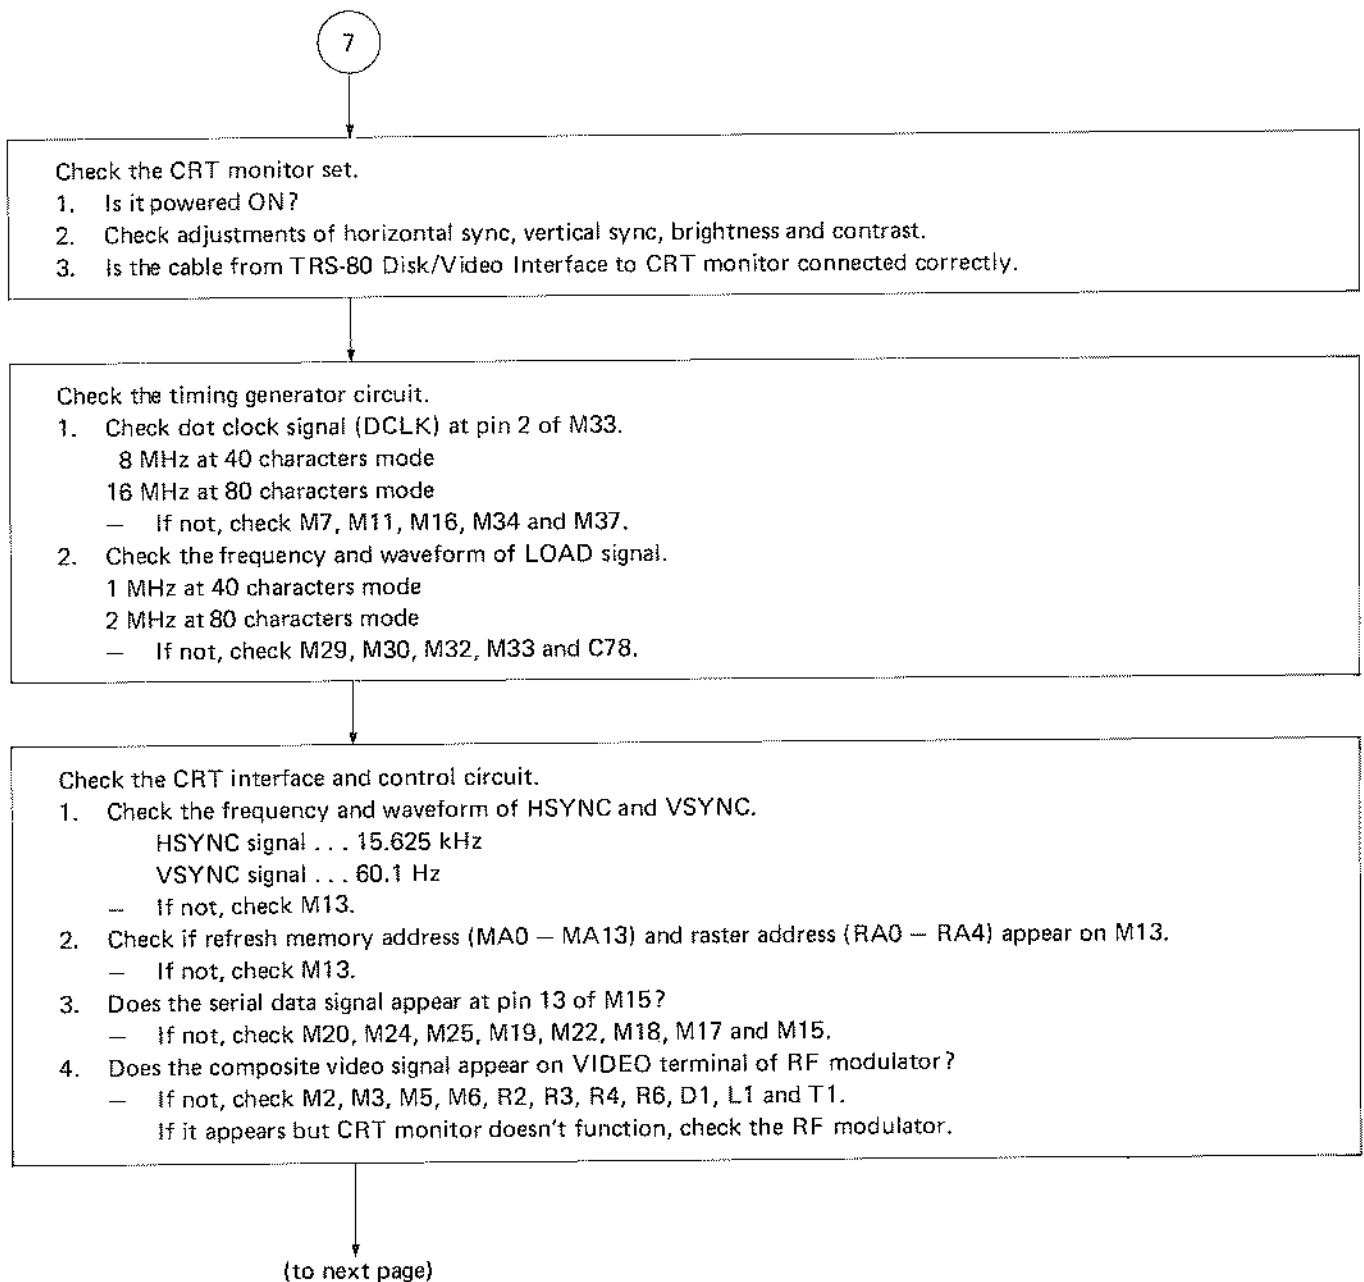 7
Check the CRT monitor set.
1. Is it powered ON?
2. Check adjustments of horizontal sync, vertical sync, brightness and contrast.
3. Is the cable from TRS-80 Disk/Video Interface to CRT monitor connected correctly.
Check the timing generator circuit.
1. Check dot clock signal (DCLK) at pin 2 of M33.
8 MHz at 40 characters mode
16 MHz at 80 characters mode
— If not, check M7, M11, M16, M34 and M37.
2. Check the frequency and waveform of LOAD signal.
1 MHz at 40 characters mode
2 MHz at 80 characters mode
— If not, check M29, M30, M32, M33 and C78.
Check the CRT interface and control circuit.
1. Check the frequency and waveform of HSYNC and VSYNC.
HSYNC signal . . . 15.625 kHz
VSYNC signal . . . 60.1 Hz
— If not, check M13.
2. Check if refresh memory address (MA0 — MA13) and raster address (RA0 — RA4) appear on M13.
— If not, check M13.
3. Does the serial data signal appear at pin 13 of M15?
— If not, check M20, M24, M25, M19, M22, M18, M17 and M15.
4. Does the composite video signal appear on VIDEO terminal of RF modulator?
— If not, check M2, M3, M5, M6, R2, R3, R4, R6, D1, L1 and T1.
If it appears but CRT monitor doesn't function, check the RF modulator.
(to next page)